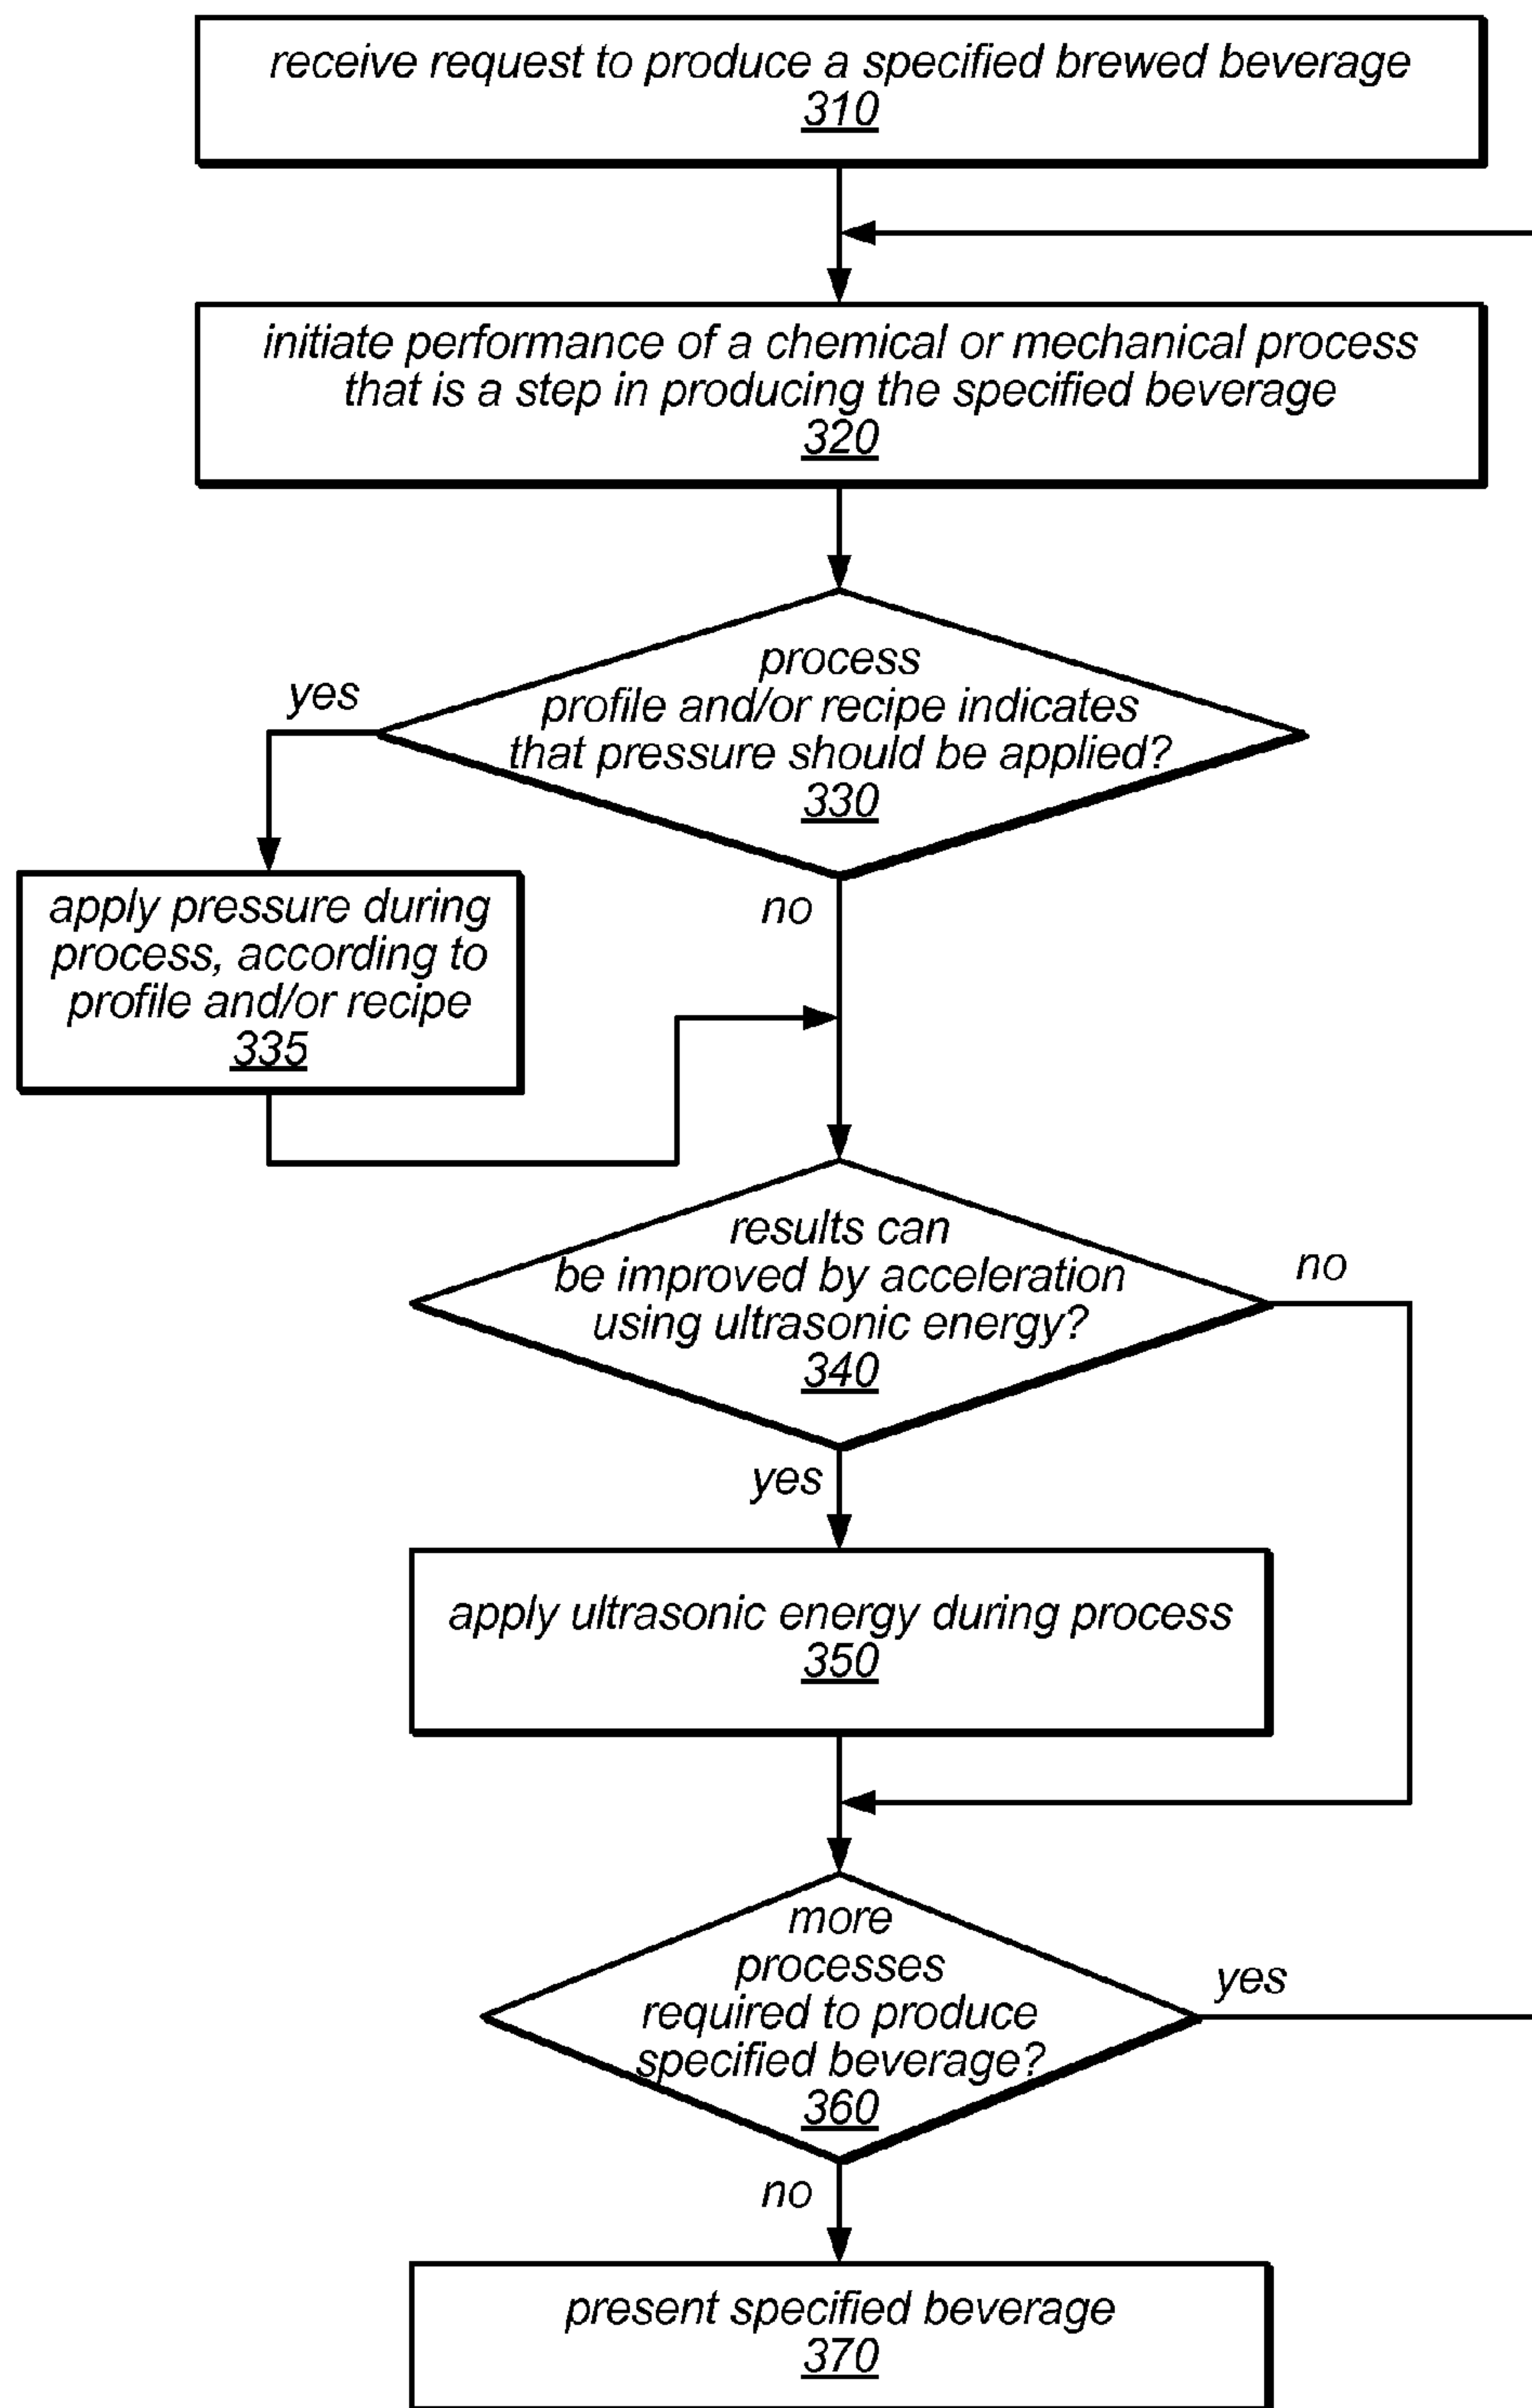 receive request to produce a specified brewed beverage
310
initiate performance of a chemical or mechanical process
that is a step in producing the specified beverage
320
process
profile and/or recipe indicates
that pressure should be applied?
330
yes
no
apply pressure during
process, according to
profile and/or recipe
335
results can
be improved by acceleration
using ultrasonic energy?
340
no
yes
apply ultrasonic energy during process
350
more
processes
required to produce
specified beverage?
360
yes
no
present specified beverage
370